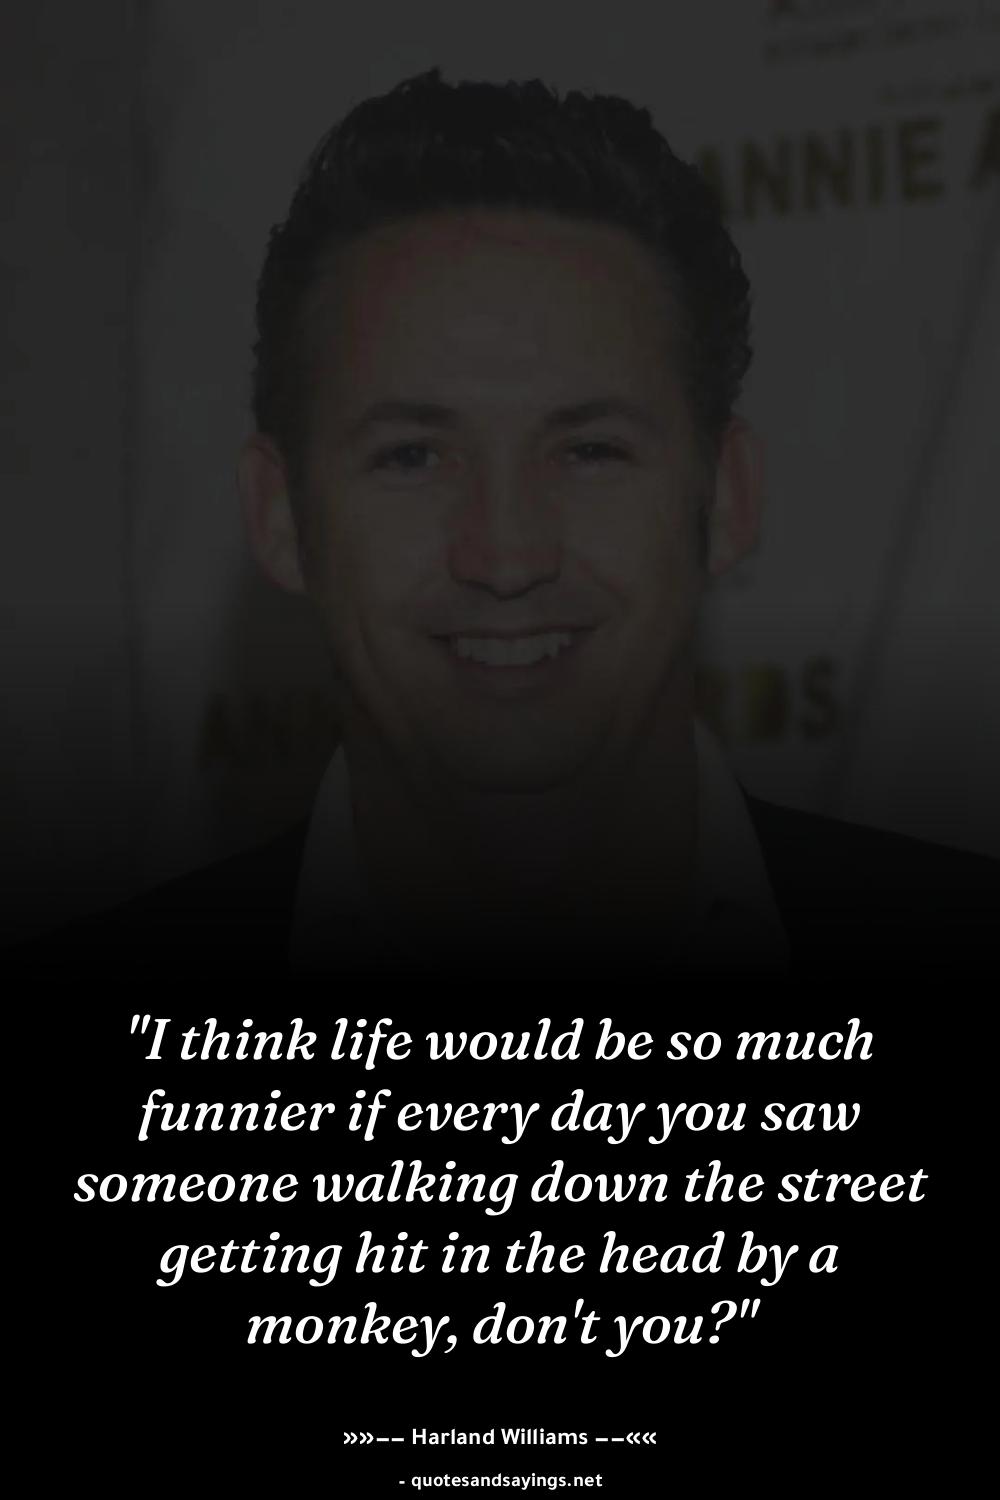 ANNIE A
RDS
"I think life would be so much
funnier if every day you saw
someone walking down the street
getting hit in the head by a
monkey, don't you?"
»»–– Harland Williams ––««
- quotesandsayings.net